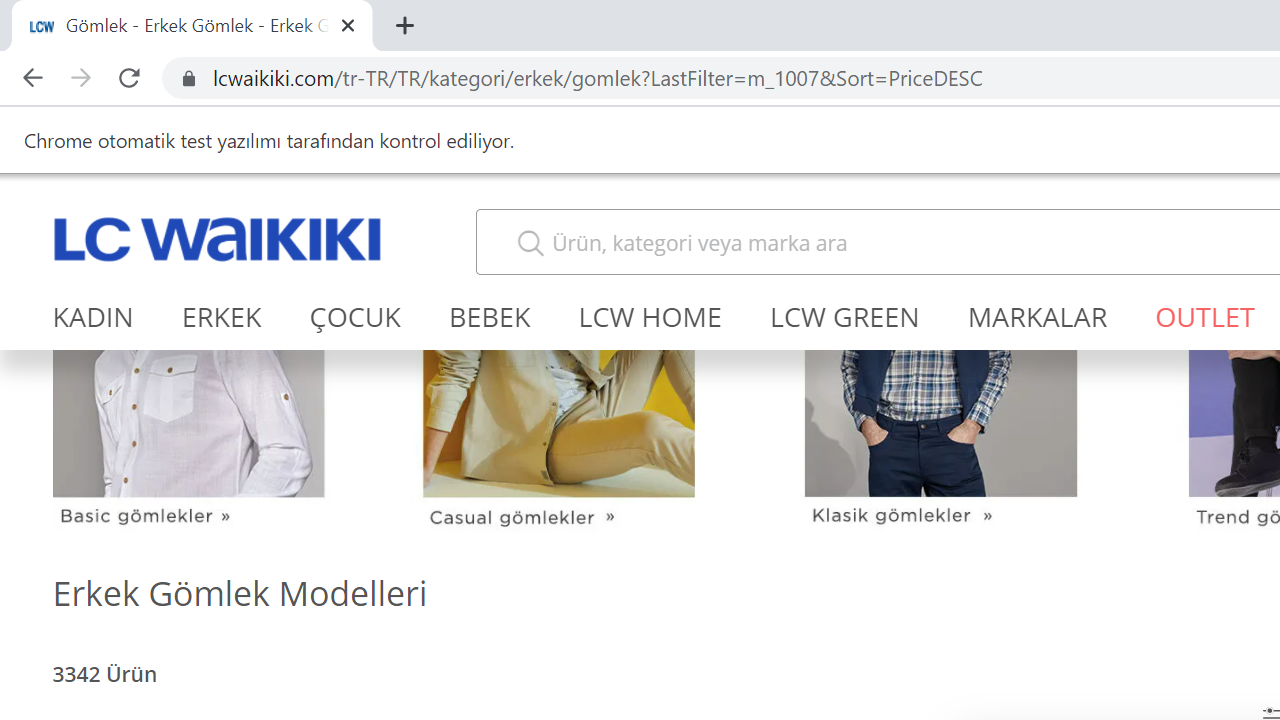 LCW Gömlek - Erkek Gömlek - Erkek G
lcwaikiki.com/tr-TR/TR/kategori/erkek/gomlek?LastFilter=m_1007&Sort=PriceDESC
Chrome otomatik test yazılımı tarafından kontrol ediliyor.
LC WAIKIKI
Ürün, kategori veya marka ara
KADIN ERKEK ÇOCUK BEBEK LCW HOME LCW GREEN MARKALAR OUTLET
Basic gömlekler » Casual gömlekler » Klasik gömlekler » Trend gö
Erkek Gömlek Modelleri
3342 Ürün